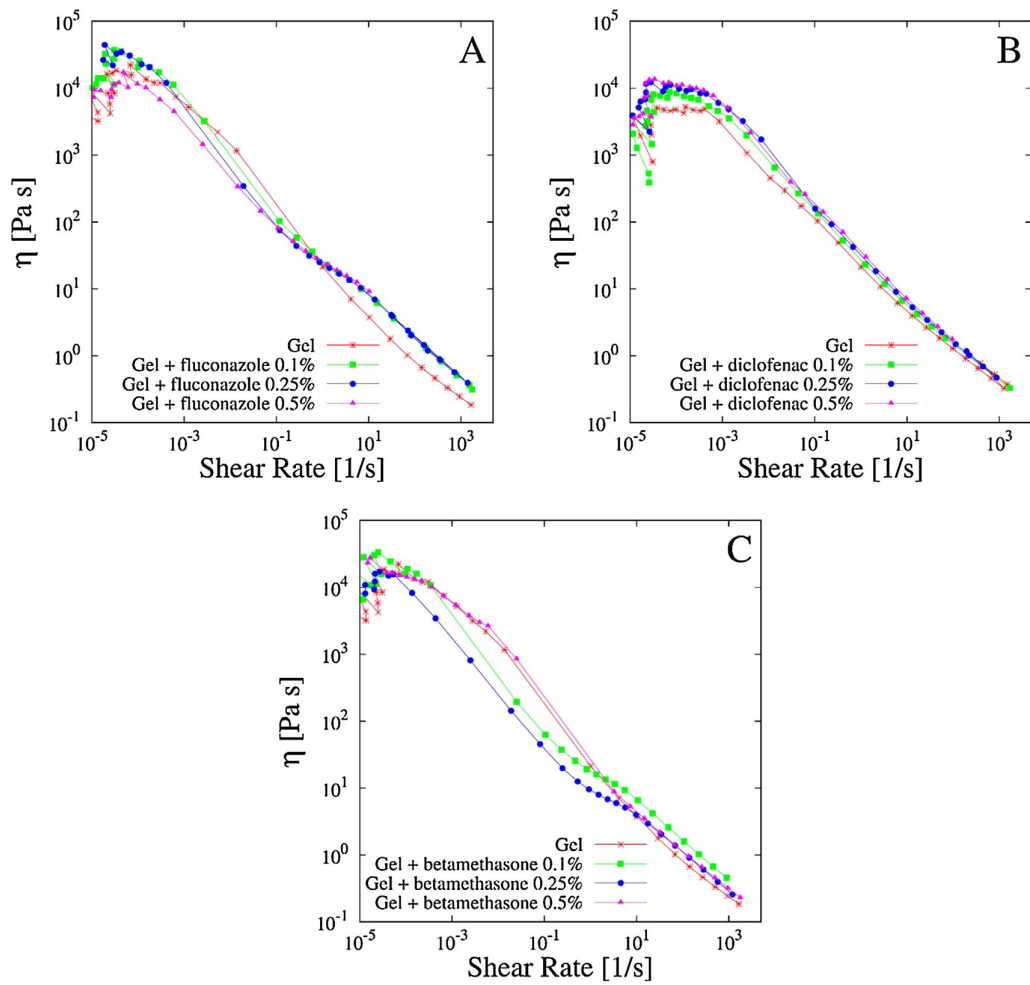 A
η [Pa s]
10^5
10^4
10^3
10^2
10^1
10^0
10^-1
Gel
Gel + fluconazole 0.1%
Gel + fluconazole 0.25%
Gel + fluconazole 0.5%
10^-5 10^-3 10^-1 10^1 10^3
Shear Rate [1/s]
B
η [Pa s]
10^5
10^4
10^3
10^2
10^1
10^0
10^-1
Gel
Gel + diclofenac 0.1%
Gel + diclofenac 0.25%
Gel + diclofenac 0.5%
10^-5 10^-3 10^-1 10^1 10^3
Shear Rate [1/s]
C
η [Pa s]
10^5
10^4
10^3
10^2
10^1
10^0
10^-1
Gel
Gel + betamethasone 0.1%
Gel + betamethasone 0.25%
Gel + betamethasone 0.5%
10^-5 10^-3 10^-1 10^1 10^3
Shear Rate [1/s]